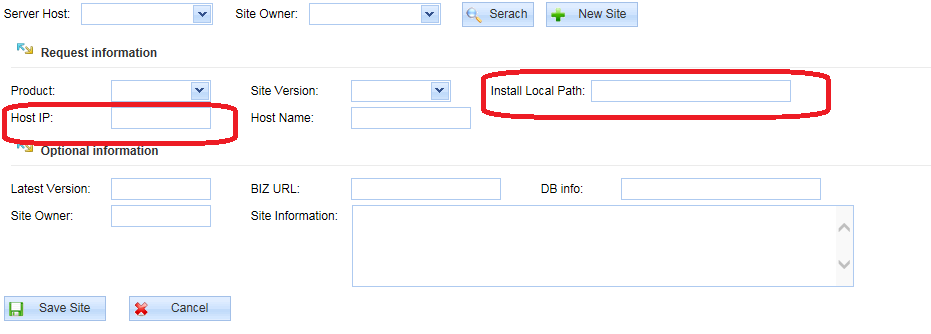 Server Host: Site Owner: Serach New Site
Request information
Product: Site Version: Install Local Path:
Host IP: Host Name:
Optional information
Latest Version: BIZ URL: DB info:
Site Owner: Site Information:
Save Site Cancel